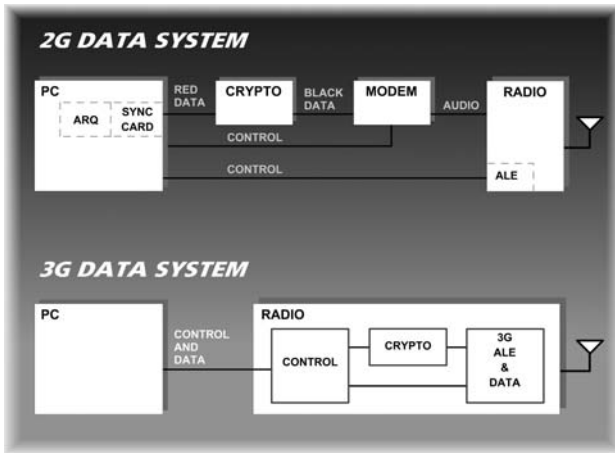 2G DATA SYSTEM
PC
ARQ
SYNC
CARD
RED
DATA
CRYPTO
BLACK
DATA
MODEM
AUDIO
RADIO
CONTROL
CONTROL
ALE
3G DATA SYSTEM
PC
CONTROL
AND
DATA
RADIO
CONTROL
CRYPTO
3G
ALE
&
DATA